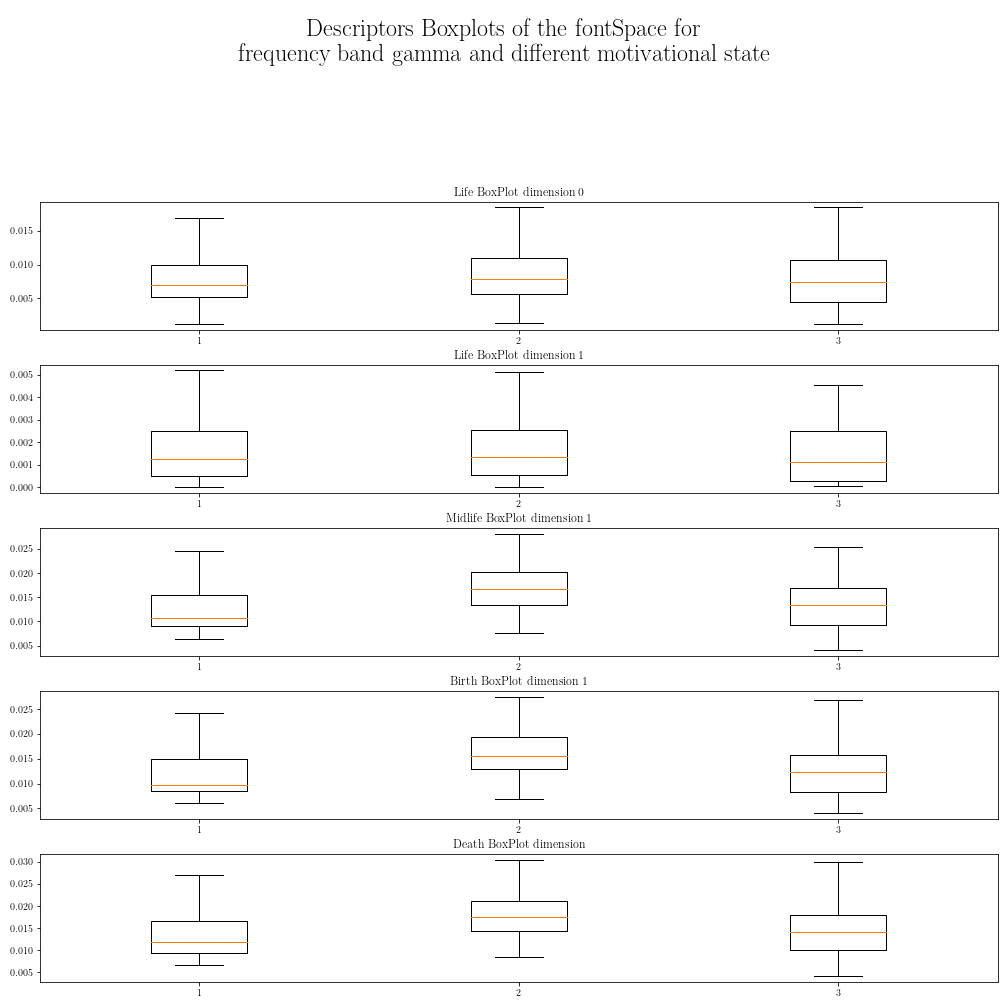 Descriptors Boxplots of the fontSpace for
frequency band gamma and different motivational state
Life BoxPlot dimension 0
0.015
0.010
0.005
1 2 3
Life BoxPlot dimension 1
0.005
0.004
0.003
0.002
0.001
0.000
1 2 3
Midlife BoxPlot dimension 1
0.025
0.020
0.015
0.010
0.005
1 2 3
Birth BoxPlot dimension 1
0.025
0.020
0.015
0.010
0.005
1 2 3
Death BoxPlot dimension
0.030
0.025
0.020
0.015
0.010
0.005
1 2 3